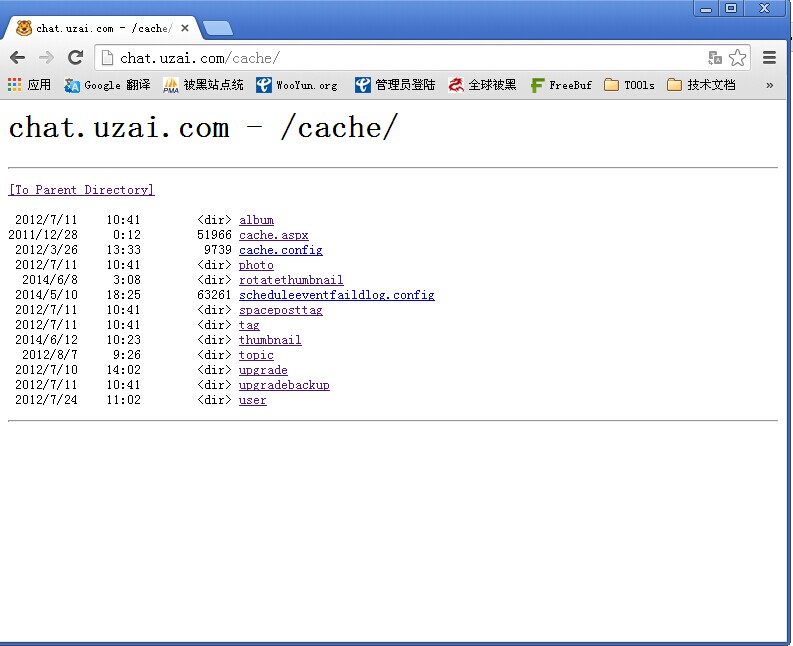 chat.uzai.com - /cache/
chat.uzai.com/cache/
应用 Google 翻译 被黑站点统 WooYun.org 管理员登陆 全球被黑 FreeBuf TOOls 技术文档 »
chat.uzai.com - /cache/
[To Parent Directory]
2012/7/11 10:41 <dir> album
2011/12/28 0:12 51966 cache.aspx
2012/3/26 13:33 9739 cache.config
2012/7/11 10:41 <dir> photo
2014/6/8 3:08 <dir> rotatethumbnail
2014/5/10 18:25 63261 scheduleeventfaildlog.config
2012/7/11 10:41 <dir> spaceposttag
2012/7/11 10:41 <dir> tag
2014/6/12 10:23 <dir> thumbnail
2012/8/7 9:26 <dir> topic
2012/7/10 14:02 <dir> upgrade
2012/7/11 10:41 <dir> upgradebackup
2012/7/24 11:02 <dir> user